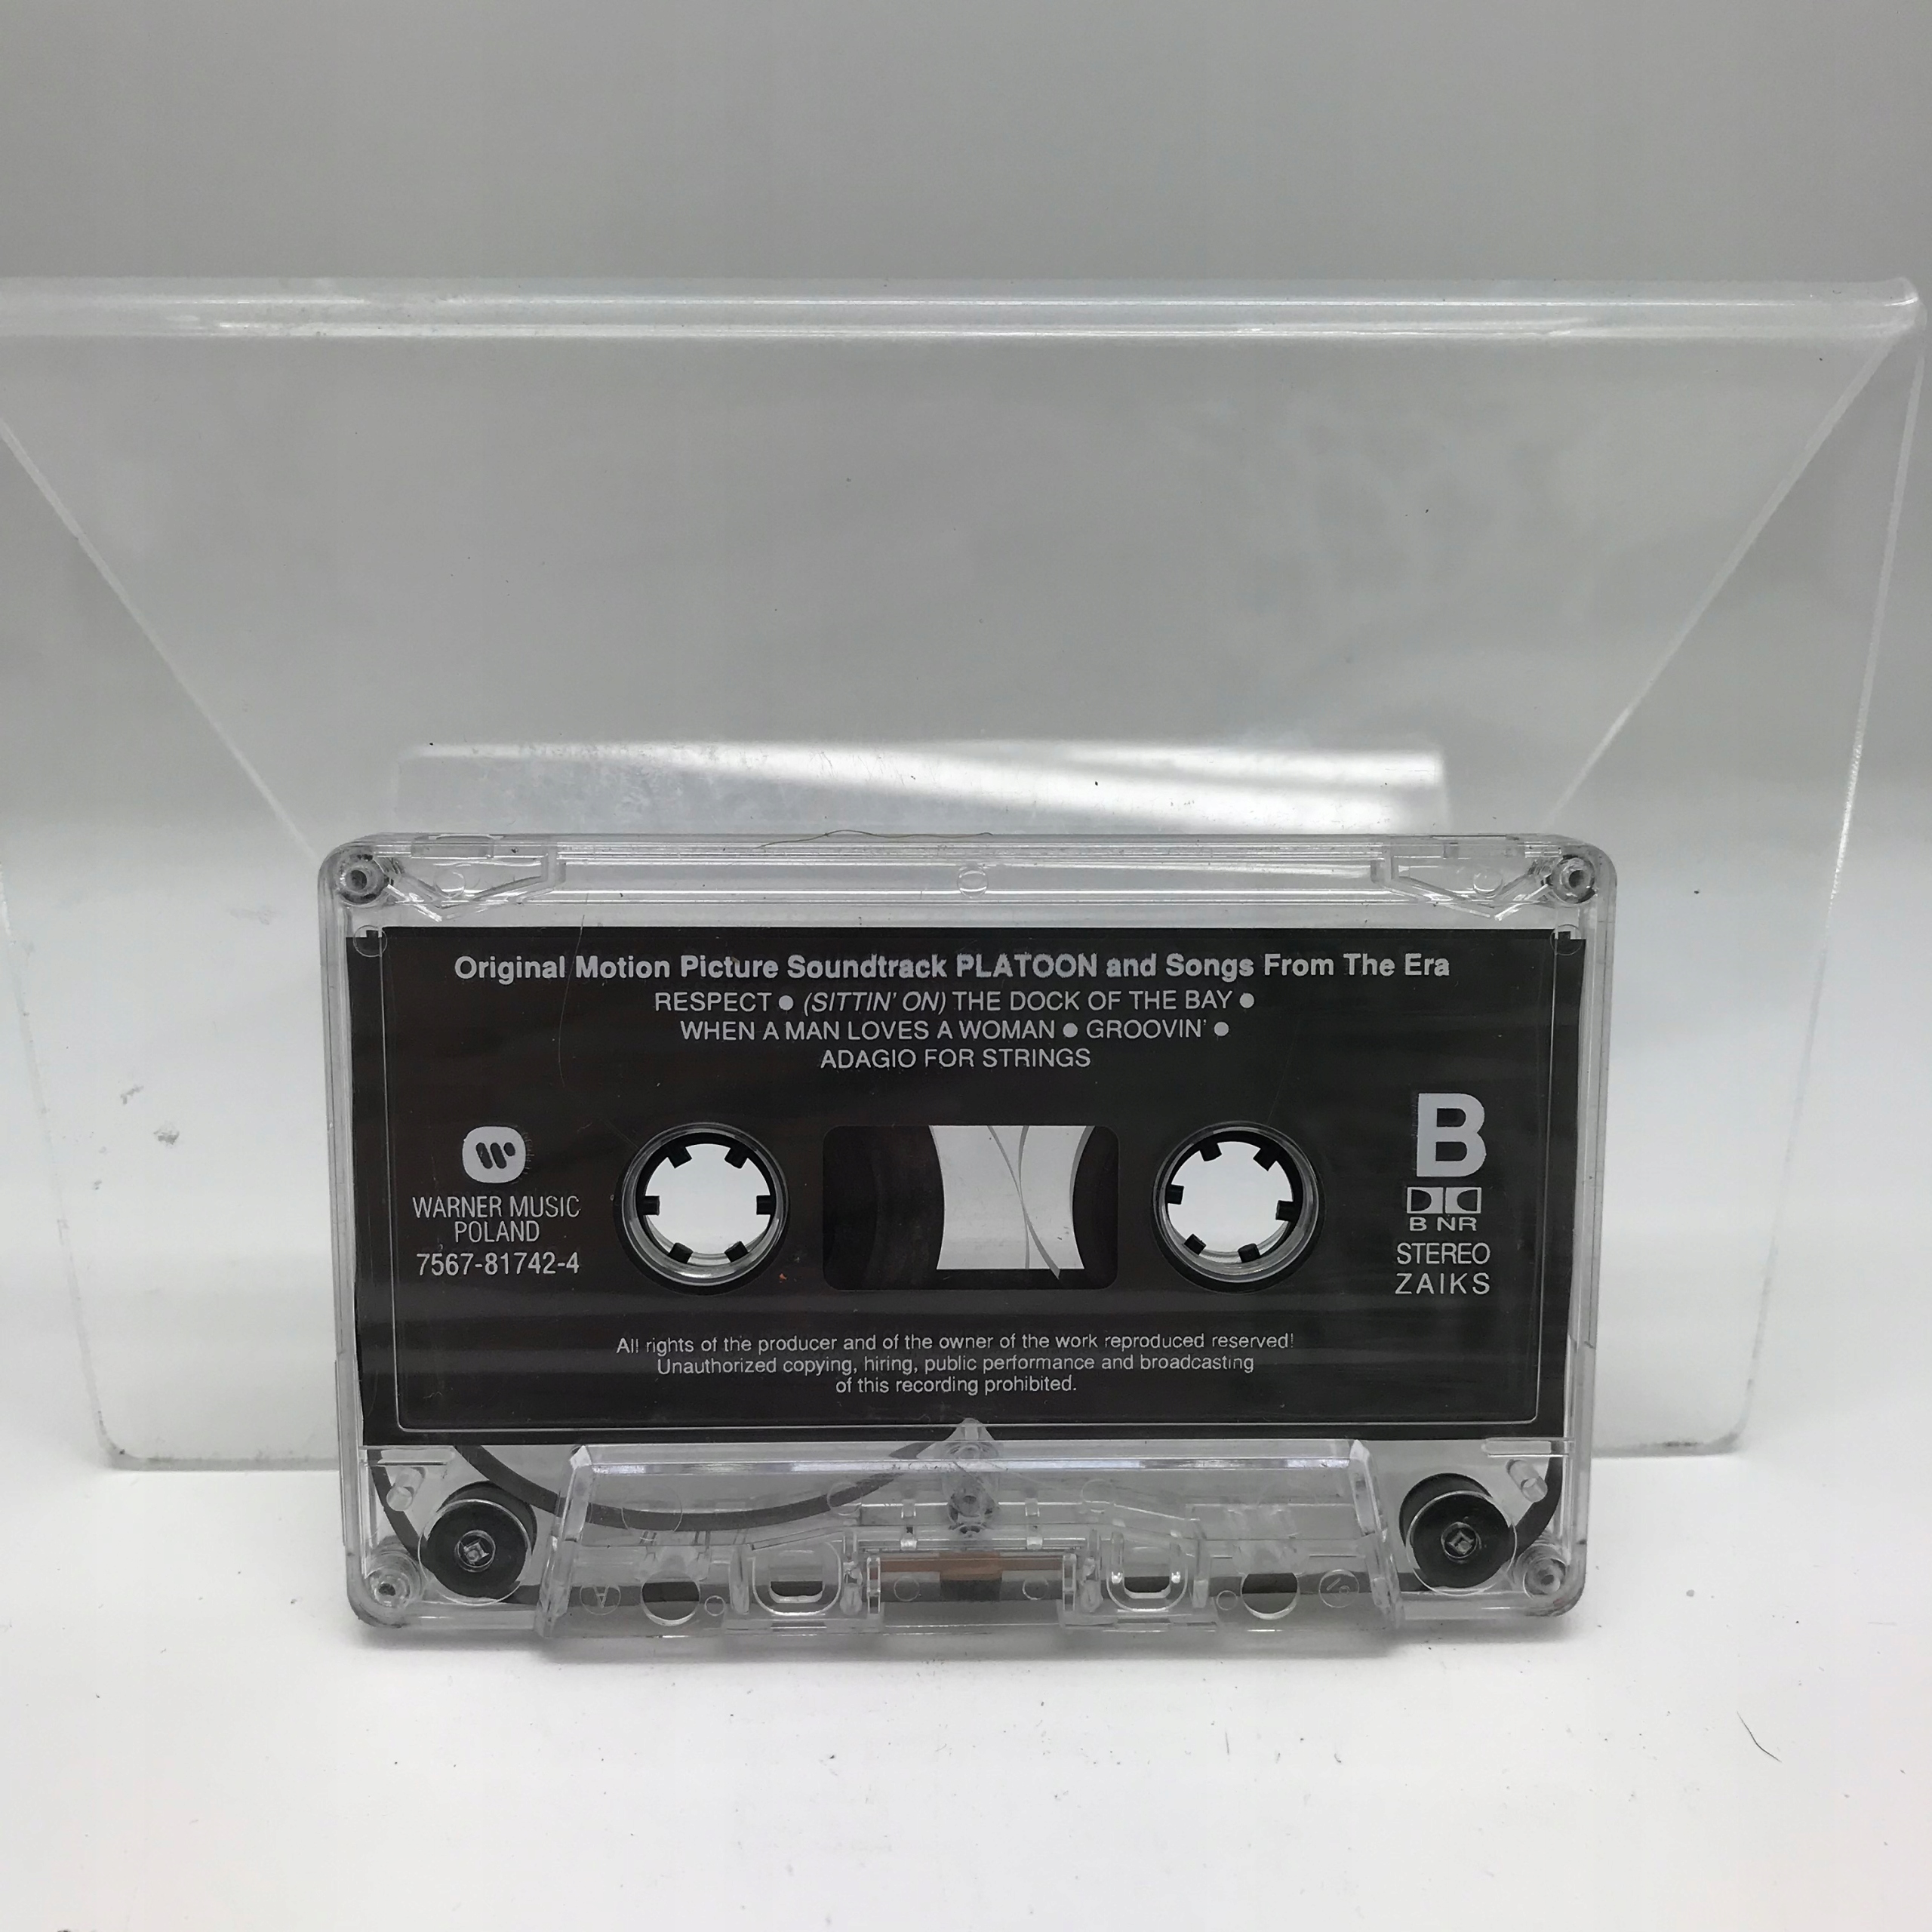 Original Motion Picture Soundtrack PLATOON and Songs From The Era
RESPECT ● (SITTIN' ON) THE DOCK OF THE BAY ●
WHEN A MAN LOVES A WOMAN ● GROOVIN' ●
ADAGIO FOR STRINGS
WARNER MUSIC
POLAND
7567-81742-4
B
B NR
STEREO
ZAIKS
All rights of the producer and of the owner of the work reproduced reserved!
Unauthorized copying, hiring, public performance and broadcasting
of this recording prohibited.
A